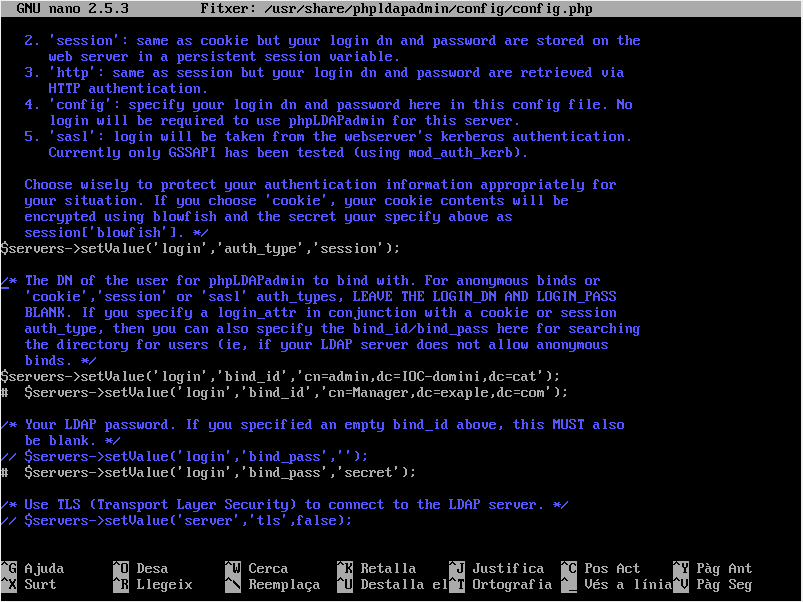 GNU nano 2.5.3 Fitxer: /usr/share/phpldapadmin/config/config.php
2. 'session': same as cookie but your login dn and password are stored on the
web server in a persistent session variable.
3. 'http': same as session but your login dn and password are retrieved via
HTTP authentication.
4. 'config': specify your login dn and password here in this config file. No
login will be required to use phpLDAPadmin for this server.
5. 'sasl': login will be taken from the webserver's kerberos authentication.
Currently only GSSAPI has been tested (using mod_auth_kerb).
Choose wisely to protect your authentication information appropriately for
your situation. If you choose 'cookie', your cookie contents will be
encrypted using blowfish and the secret your specify above as
session['blowfish']. */
$servers->setValue('login','auth_type','session');
/* The DN of the user for phpLDAPadmin to bind with. For anonymous binds or
'cookie','session' or 'sasl' auth_types, LEAVE THE LOGIN_DN AND LOGIN_PASS
BLANK. If you specify a login_attr in conjunction with a cookie or session
auth_type, then you can also specify the bind_id/bind_pass here for searching
the directory for users (ie, if your LDAP server does not allow anonymous
binds. */
$servers->setValue('login','bind_id','cn=admin,dc=IOC-domini,dc=cat');
# $servers->setValue('login','bind_id','cn=Manager,dc=exaple,dc=com');
/* Your LDAP password. If you specified an empty bind_id above, this MUST also
be blank. */
// $servers->setValue('login','bind_pass','');
# $servers->setValue('login','bind_pass','secret');
/* Use TLS (Transport Layer Security) to connect to the LDAP server. */
// $servers->setValue('server','tls',false);
^G Ajuda ^O Desa ^W Cerca ^K Retalla ^J Justifica ^C Pos Act ^Y Pàg Ant
^X Surt ^R Llegeix ^\ Reemplaça ^U Destalla el ^T Ortografia ^_ Vés a línia ^V Pàg Seg